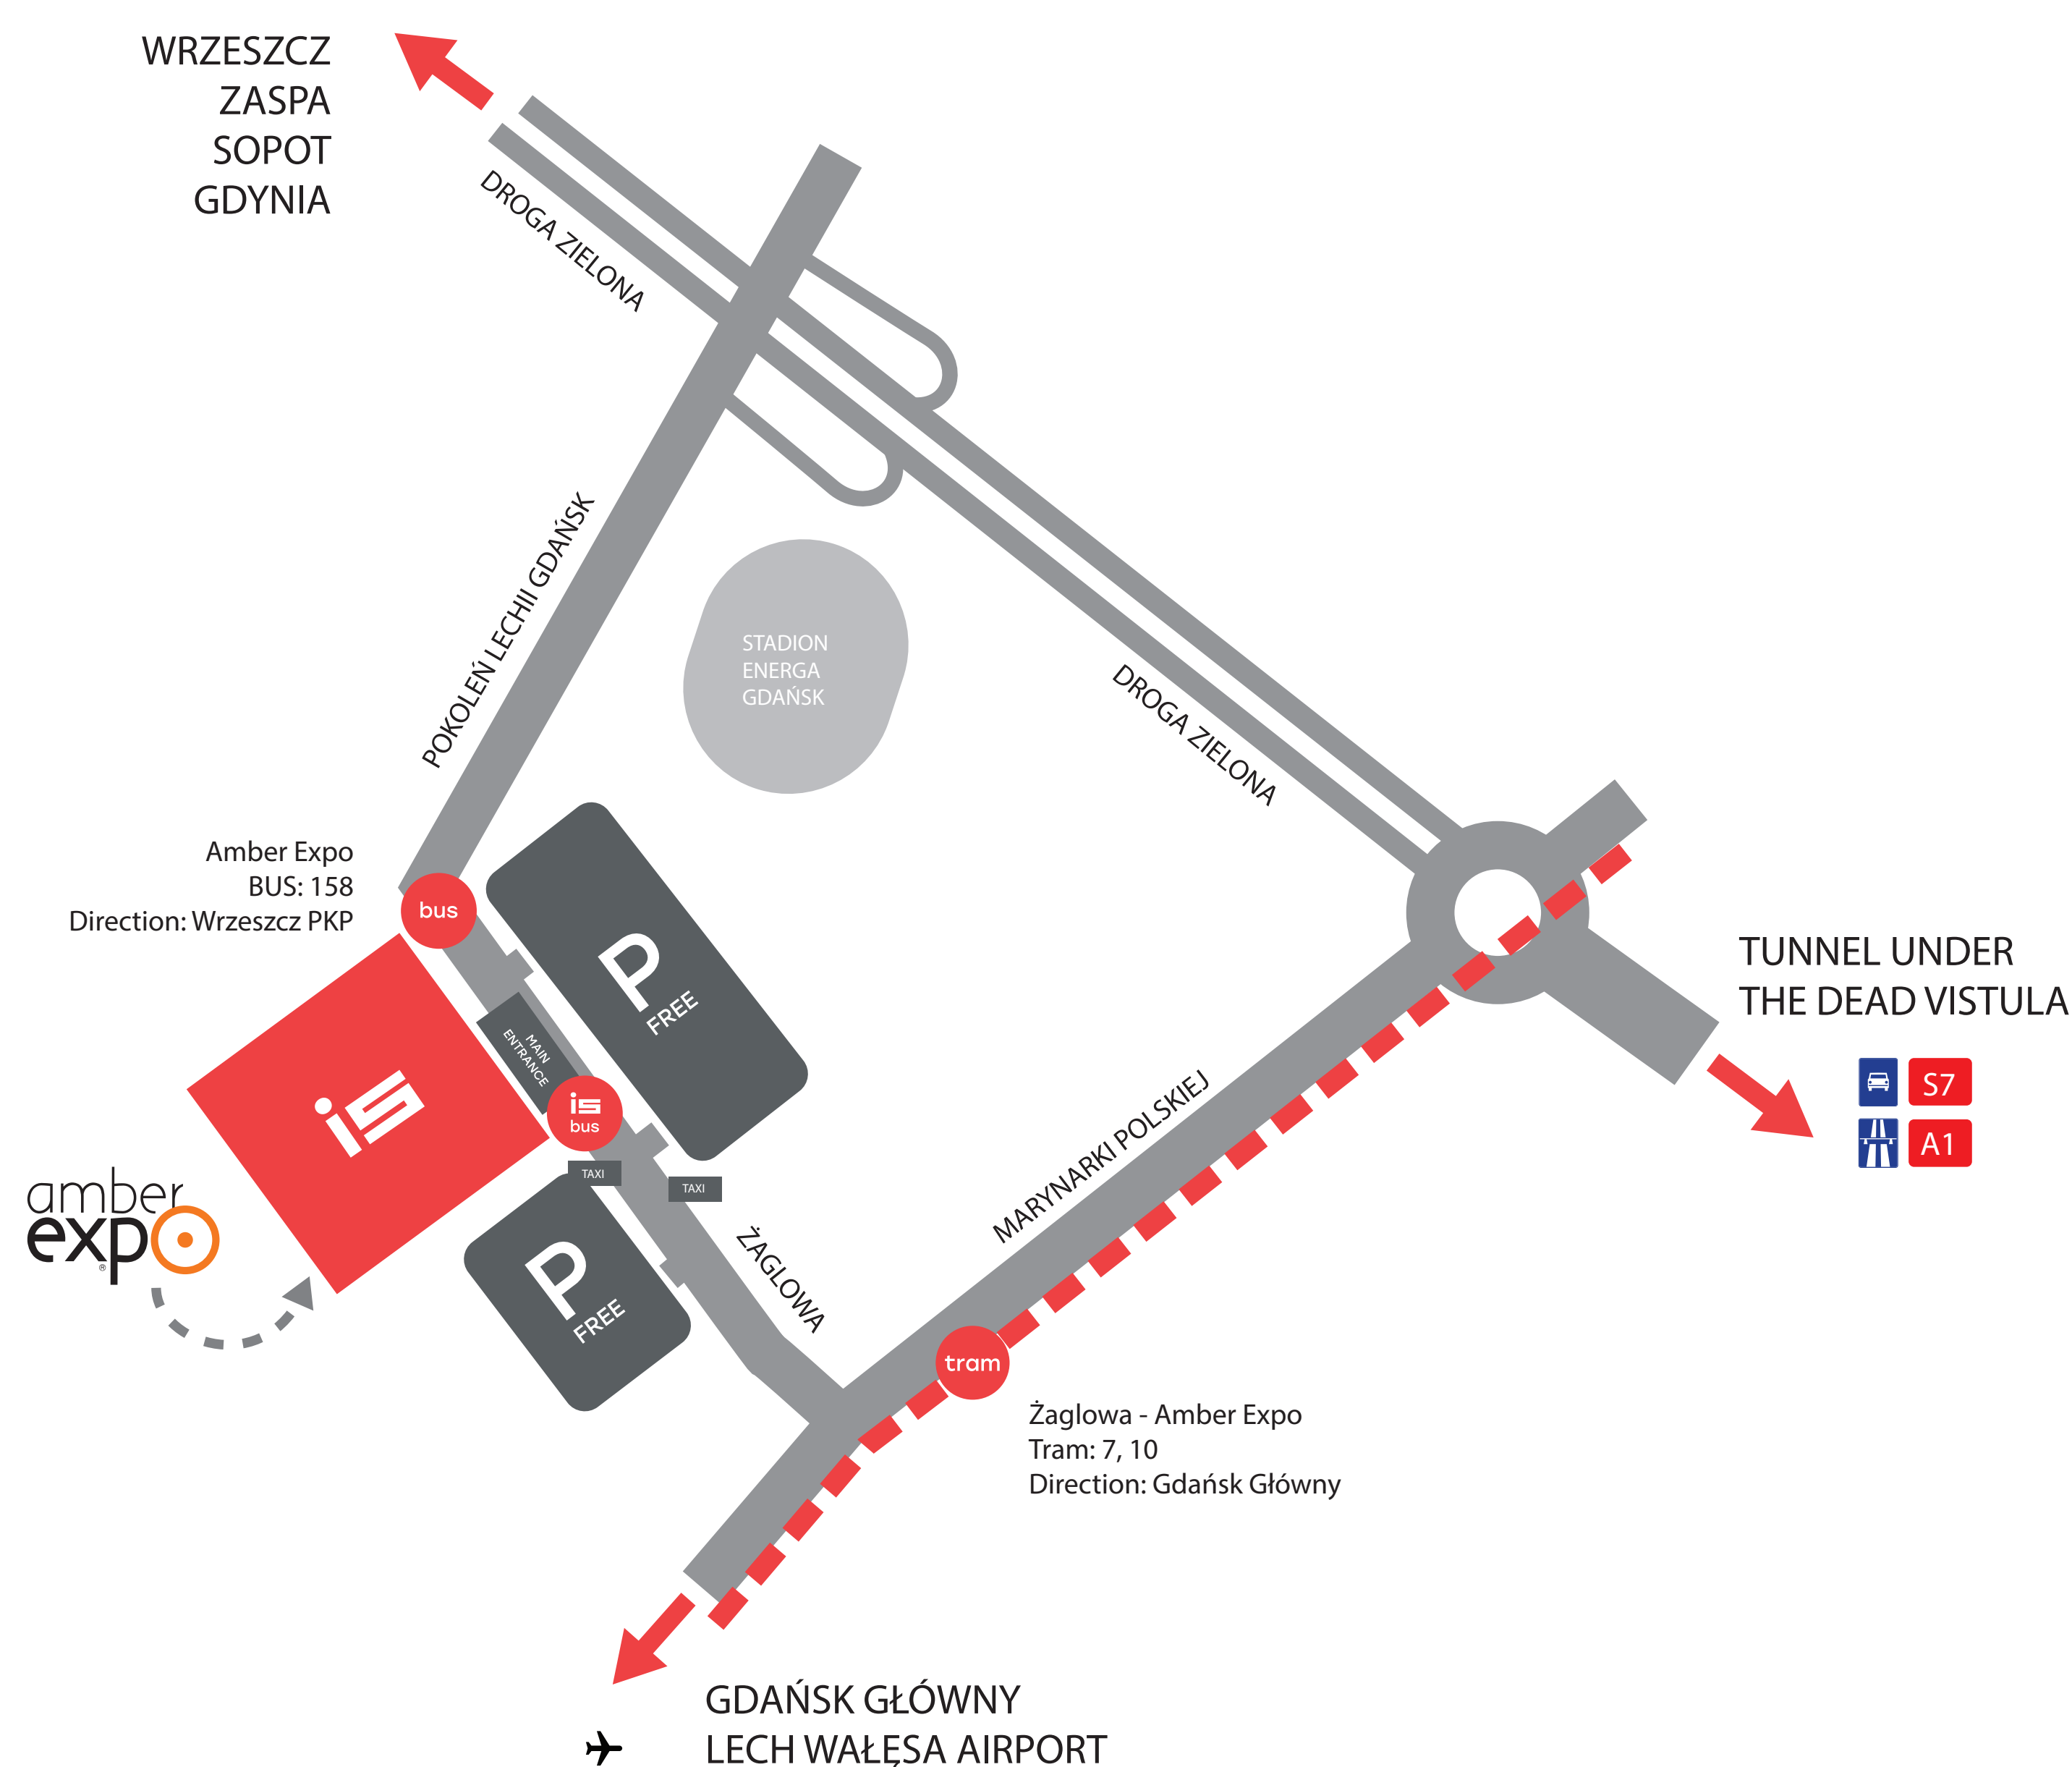 WRZESZCZ
ZASPA
SOPOT
GDYNIA
DROGA ZIELONA
POKOLEŃ LECHII GDAŃSK
STADION
ENERGA
GDAŃSK
DROGA ZIELONA
Amber Expo
BUS: 158
Direction: Wrzeszcz PKP
bus
P
FREE
MAIN
ENTRANCE
is
is
bus
TAXI
TAXI
amber
expo®
P
FREE
ŻAGLOWA
MARYNARKI POLSKIEJ
TUNNEL UNDER
THE DEAD VISTULA
S7
A1
tram
Żaglowa - Amber Expo
Tram: 7, 10
Direction: Gdańsk Główny
GDAŃSK GŁÓWNY
LECH WAŁĘSA AIRPORT